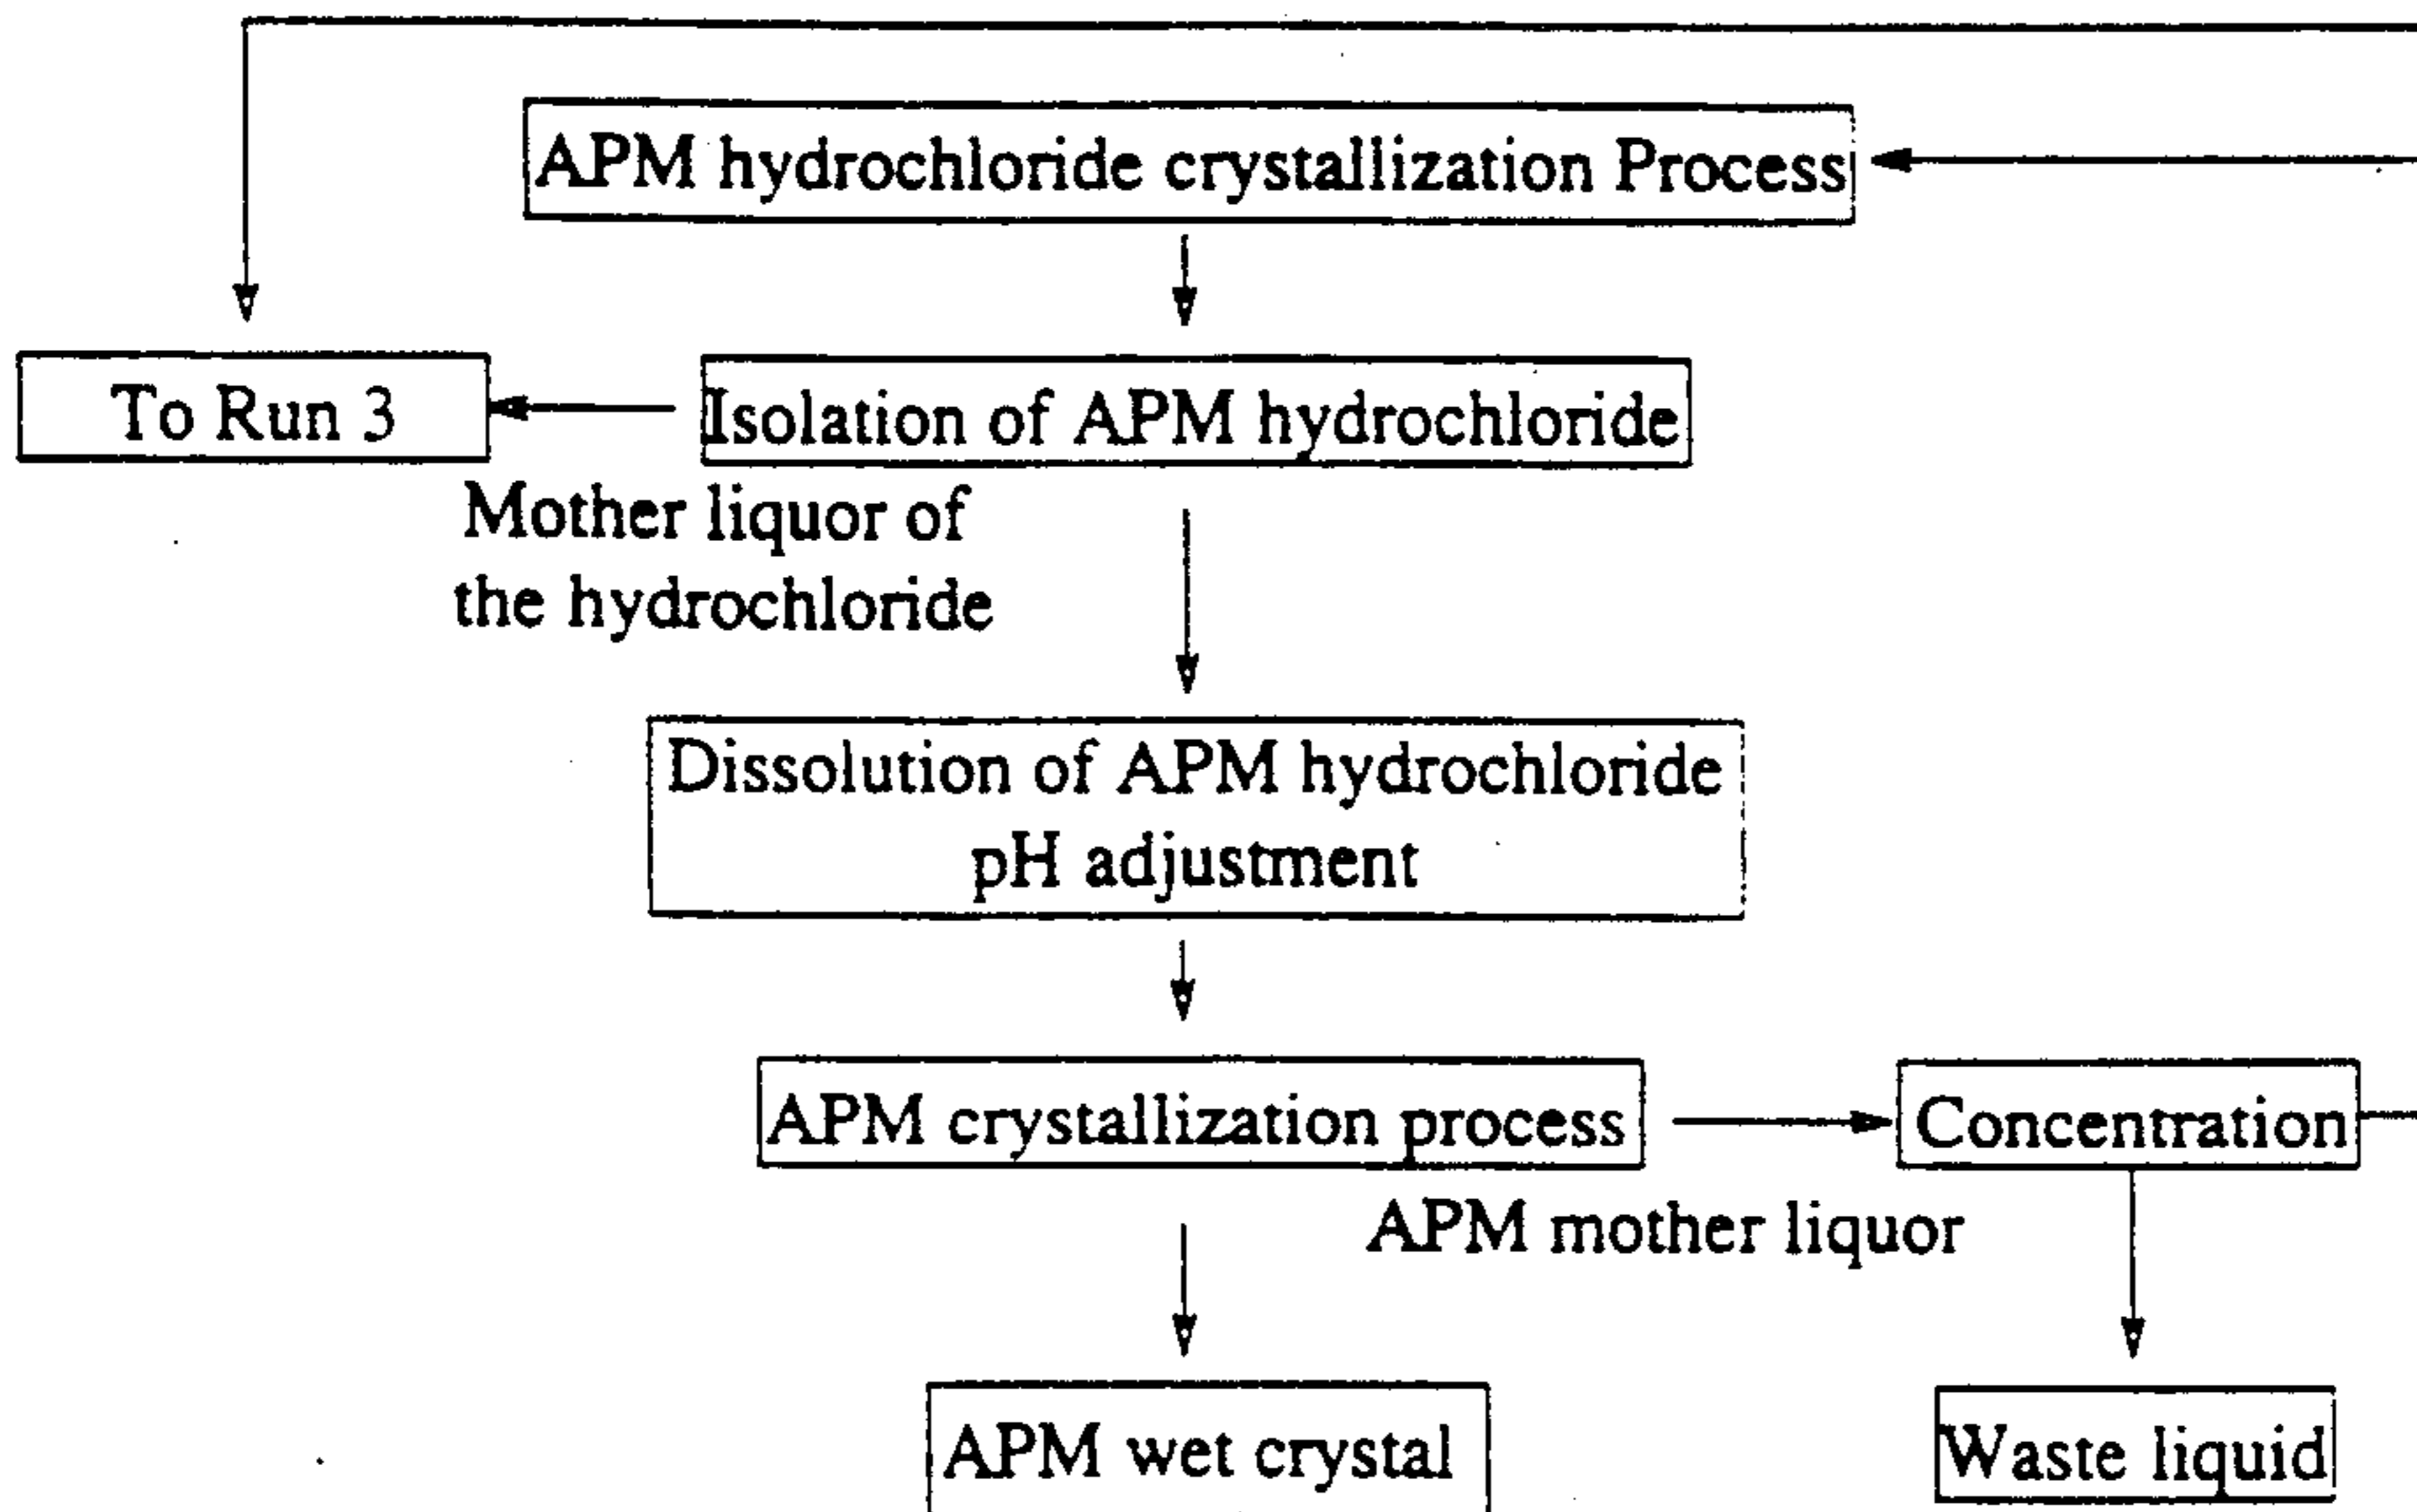 APM hydrochloride crystallization Process
To Run 3
Isolation of APM hydrochloride
Mother liquor of
the hydrochloride
Dissolution of APM hydrochloride
pH adjustment
APM crystallization process
Concentration
APM mother liquor
APM wet crystal
Waste liquid